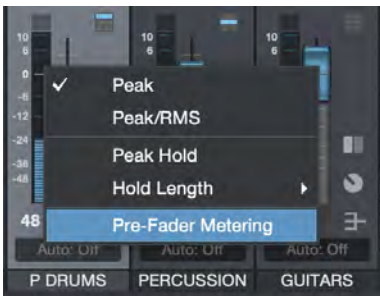 10
6
10
6
10
6
0
-6
-12
-24
-36
-48
✓ Peak
Peak/RMS
Peak Hold
Hold Length
Pre-Fader Metering
48
Auto: Off
Auto: Off
Auto: Off
P DRUMS
PERCUSSION
GUITARS